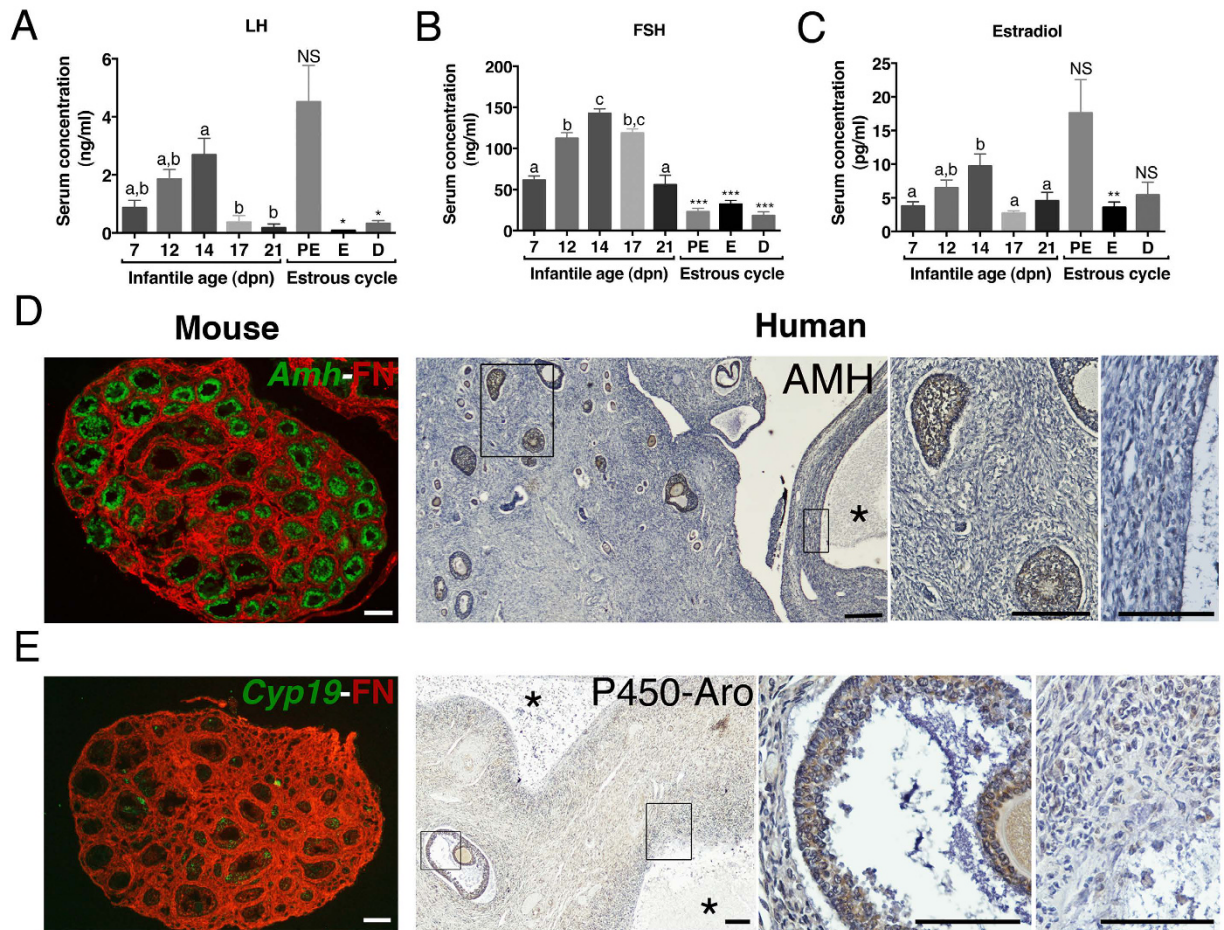 A
LH
Serum concentration
(ng/ml)
6
4
2
0
a,b
a,b
a
b
b
NS
*
*
7 12 14 17 21 PE E D
Infantile age (dpn) Estrous cycle
B
FSH
Serum concentration
(ng/ml)
200
150
100
50
0
a
b
c
b,c
a
***
***
***
7 12 14 17 21 PE E D
Infantile age (dpn) Estrous cycle
C
Estradiol
Serum concentration
(pg/ml)
25
20
15
10
5
0
a
a,b
b
a
a
NS
**
NS
7 12 14 17 21 PE E D
Infantile age (dpn) Estrous cycle
D
Mouse
Human
Amh-FN
AMH
*
E
Cyp19-FN
P450-Aro
*
*